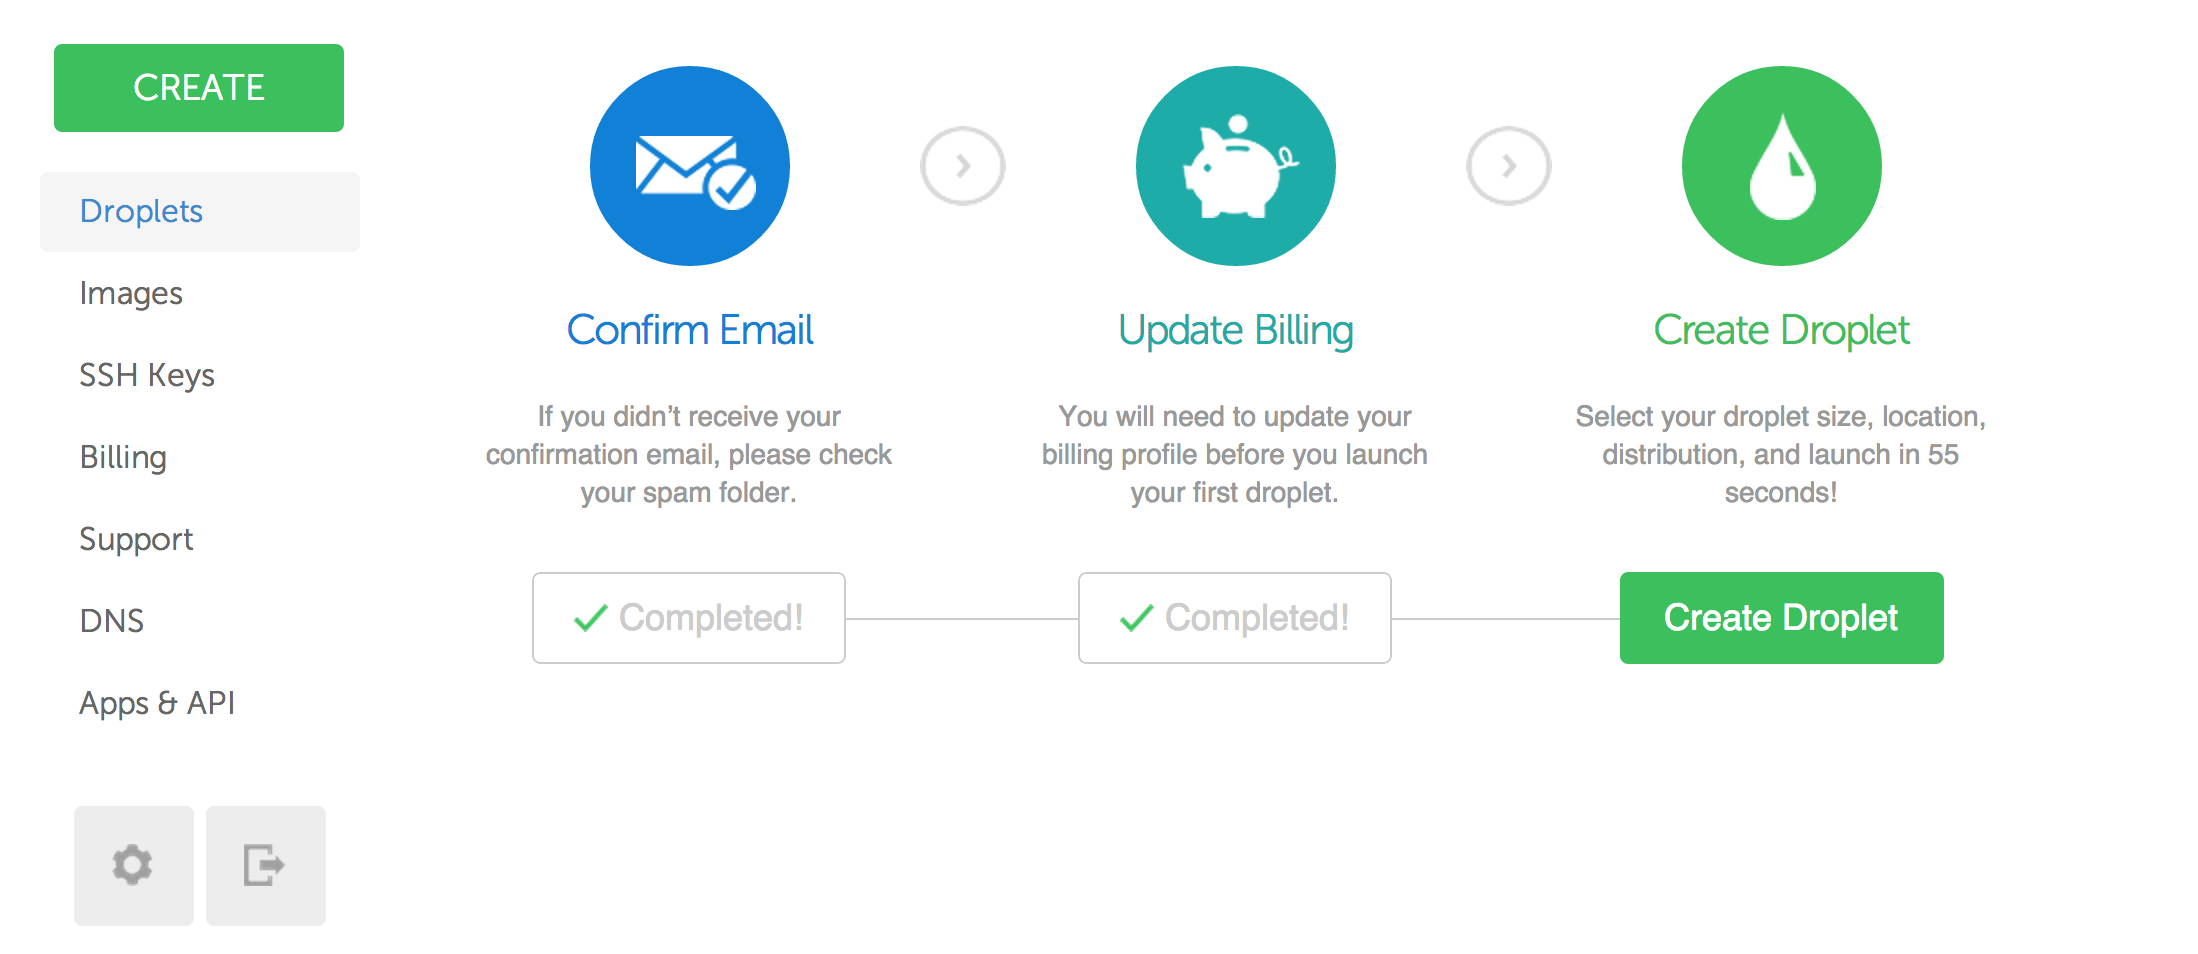 CREATE
Droplets
Images
SSH Keys
Billing
Support
DNS
Apps & API
Confirm Email
If you didn’t receive your
confirmation email, please check
your spam folder.
Completed!
Update Billing
You will need to update your
billing profile before you launch
your first droplet.
Completed!
Create Droplet
Select your droplet size, location,
distribution, and launch in 55
seconds!
Create Droplet